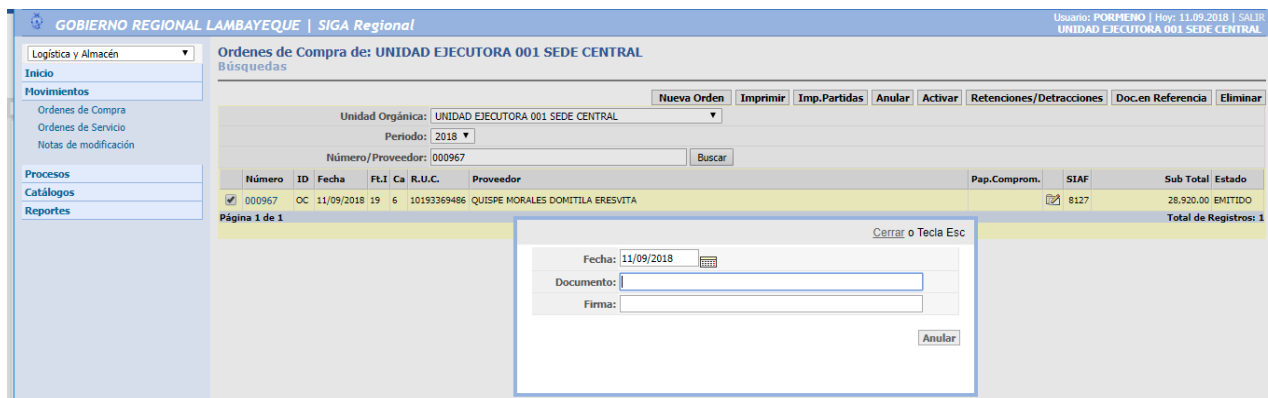 GOBIERNO REGIONAL LAMBAYEQUE | SIGA Regional
Usuario: PORMENO | Hoy: 11.09.2018 | SALIR
UNIDAD EJECUTORA 001 SEDE CENTRAL
Logística y Almacén
Inicio
Movimientos
Ordenes de Compra
Ordenes de Servicio
Notas de modificación
Procesos
Catálogos
Reportes
Ordenes de Compra de: UNIDAD EJECUTORA 001 SEDE CENTRAL
Búsquedas
Nueva Orden Imprimir Imp.Partidas Anular Activar Retenciones/Detracciones Doc.en Referencia Eliminar
Unidad Orgánica: UNIDAD EJECUTORA 001 SEDE CENTRAL
Periodo: 2018
Número/Proveedor: 000967 Buscar
Número ID Fecha Ft.I Ca R.U.C. Proveedor Pap.Comprom. SIAF Sub Total Estado
000967 OC 11/09/2018 19 6 10193369486 QUISPE MORALES DOMITILA ERESVITA 8127 28,920.00 EMITIDO
Página 1 de 1 Total de Registros: 1
Cerrar o Tecla Esc
Fecha: 11/09/2018
Documento:
Firma:
Anular